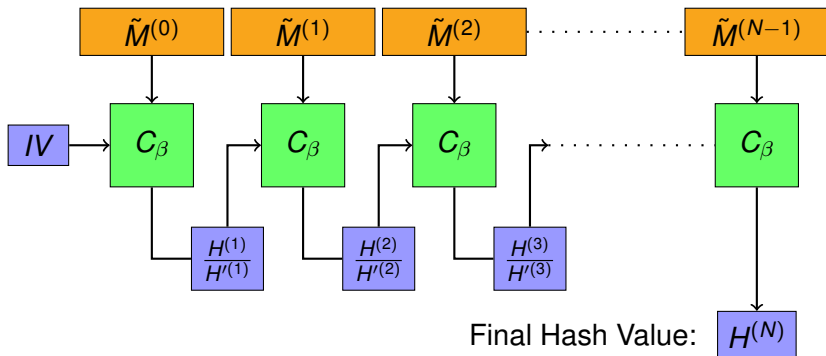 M̃^(0) M̃^(1) M̃^(2) M̃^(N−1)
IV C_β C_β C_β C_β
H^(1) H^(2) H^(3)
H′^(1) H′^(2) H′^(3)
Final Hash Value: H^(N)